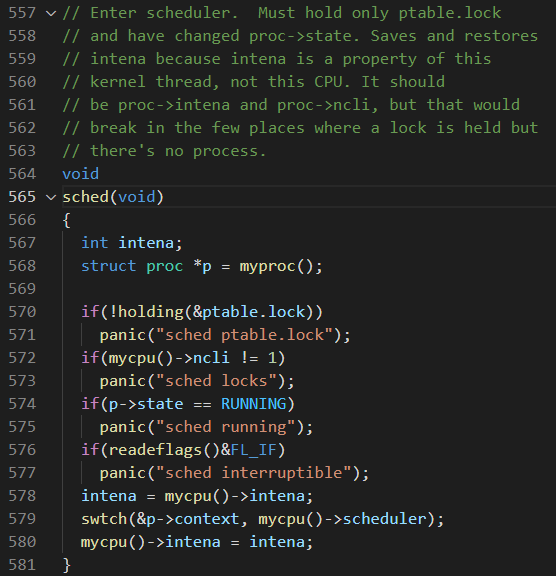 557 // Enter scheduler.  Must hold only ptable.lock
558 // and have changed proc->state. Saves and restores
559 // intena because intena is a property of this
560 // kernel thread, not this CPU. It should
561 // be proc->intena and proc->ncli, but that would
562 // break in the few places where a lock is held but
563 // there's no process.
564 void
565 sched(void)
566 {
567   int intena;
568   struct proc *p = myproc();
569
570   if(!holding(&ptable.lock))
571     panic("sched ptable.lock");
572   if(mycpu()->ncli != 1)
573     panic("sched locks");
574   if(p->state == RUNNING)
575     panic("sched running");
576   if(readeflags()&FL_IF)
577     panic("sched interruptible");
578   intena = mycpu()->intena;
579   swtch(&p->context, mycpu()->scheduler);
580   mycpu()->intena = intena;
581 }